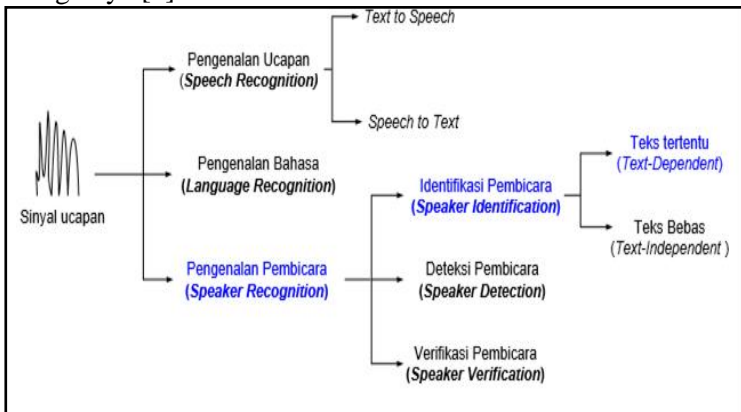 Text to Speech
Pengenalan Ucapan
(Speech Recognition)
Speech to Text
Pengenalan Bahasa
(Language Recognition)
Sinyal ucapan
Pengenalan Pembicara
(Speaker Recognition)
Identifikasi Pembicara
(Speaker Identification)
Teks tertentu
(Text-Dependent)
Teks Bebas
(Text-Independent )
Deteksi Pembicara
(Speaker Detection)
Verifikasi Pembicara
(Speaker Verification)